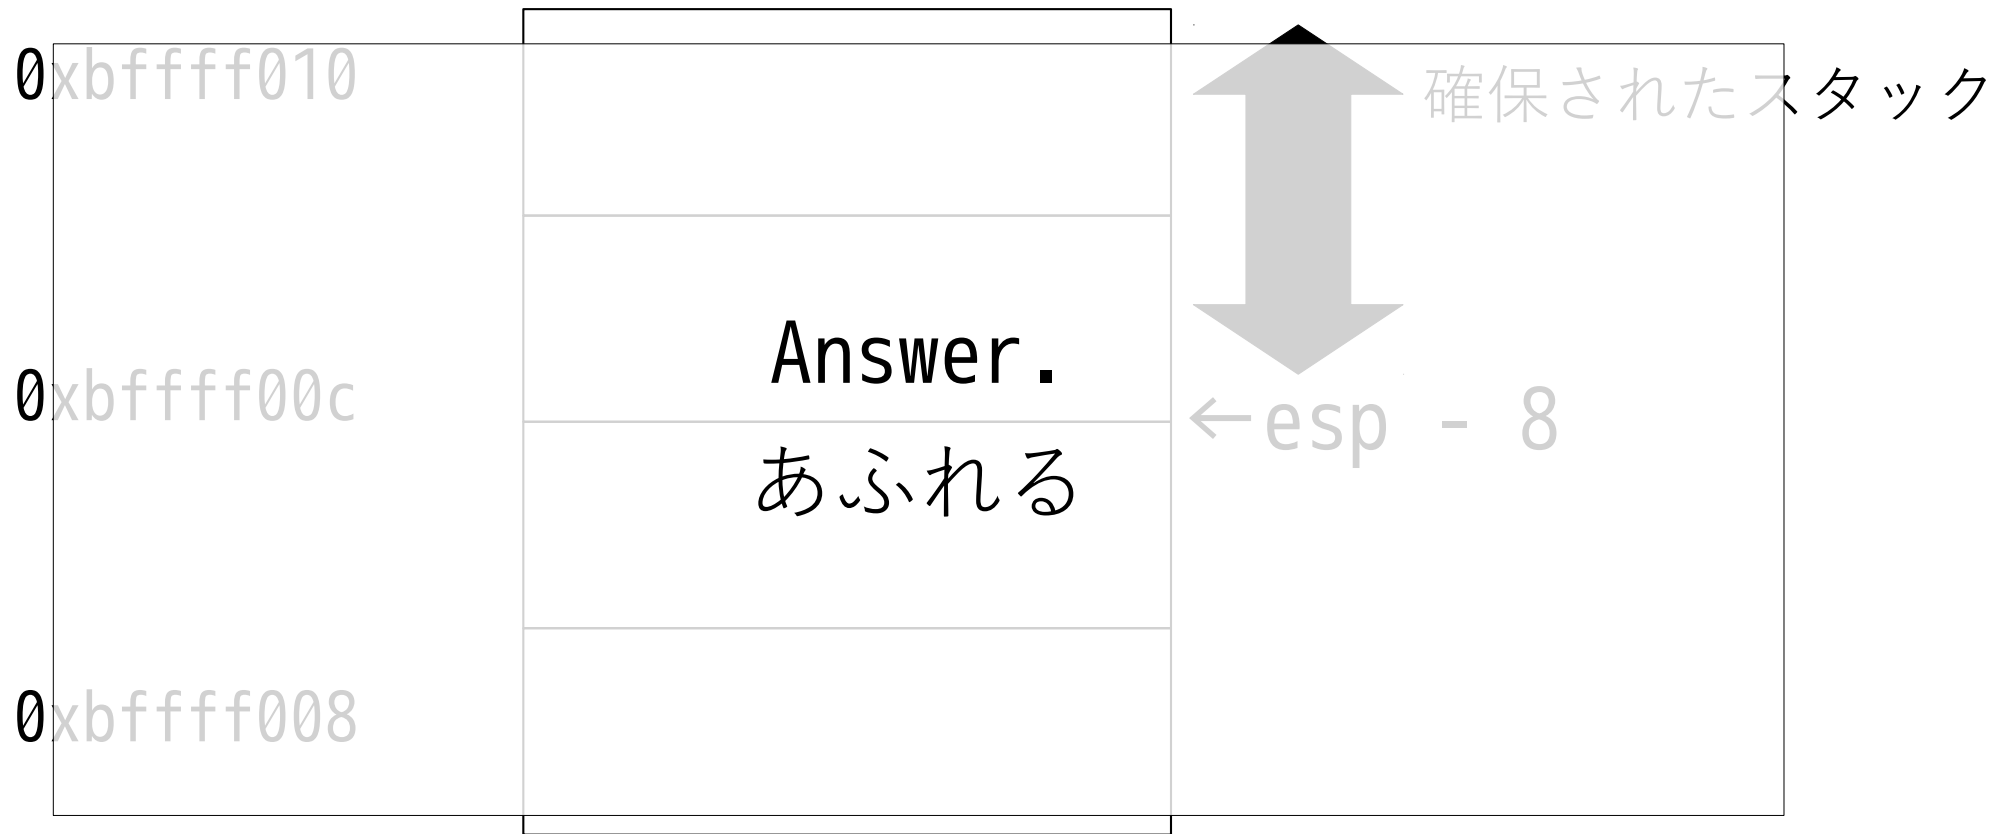 0xbffff010
確保されたスタック
Answer.
0xbffff00c
←esp - 8
あふれる
0xbffff008